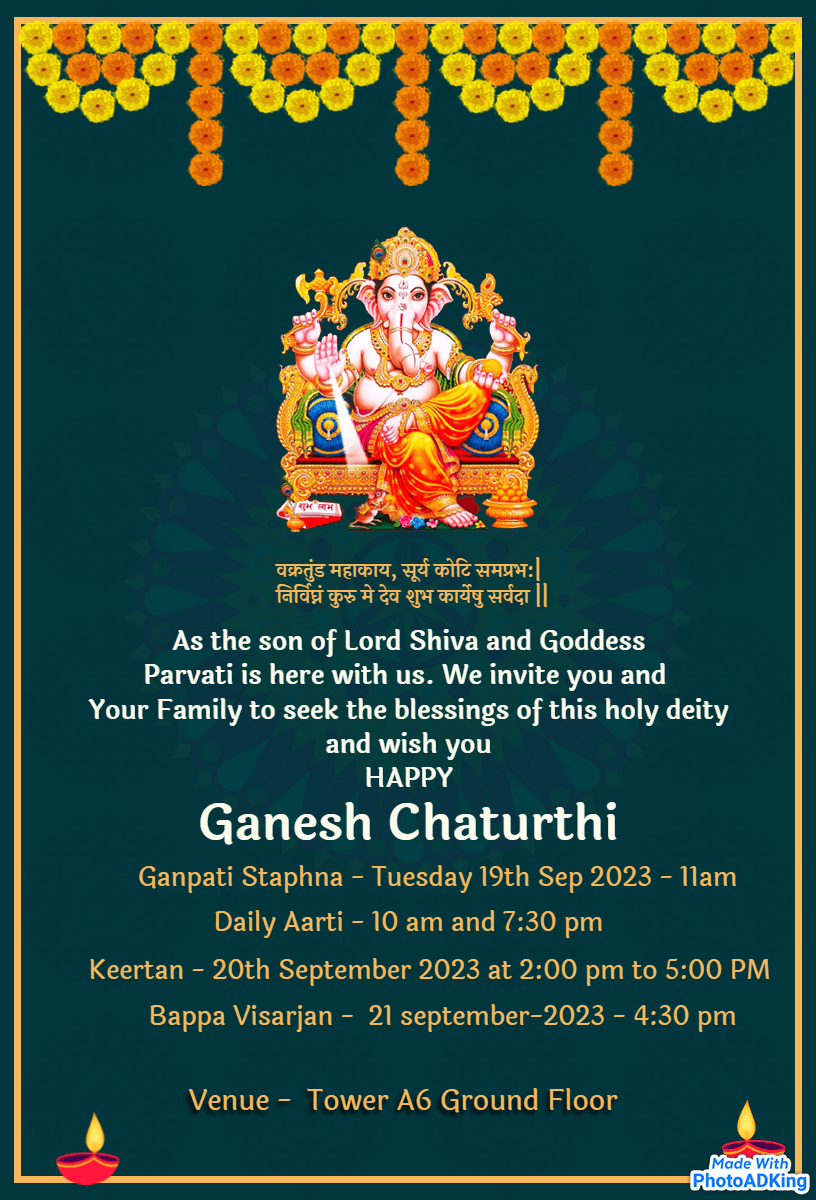 शुभ लाभ
वक्रतुंड महाकाय, सूर्य कोटि समप्रभ:|
निर्विघ्नं कुरु मे देव शुभ कार्येषु सर्वदा ||
As the son of Lord Shiva and Goddess
Parvati is here with us. We invite you and
Your Family to seek the blessings of this holy deity
and wish you
HAPPY
Ganesh Chaturthi
Ganpati Staphna - Tuesday 19th Sep 2023 - 11am
Daily Aarti - 10 am and 7:30 pm
Keertan - 20th September 2023 at 2:00 pm to 5:00 PM
Bappa Visarjan - 21 september-2023 - 4:30 pm
Venue - Tower A6 Ground Floor
Made With
PhotoADKing